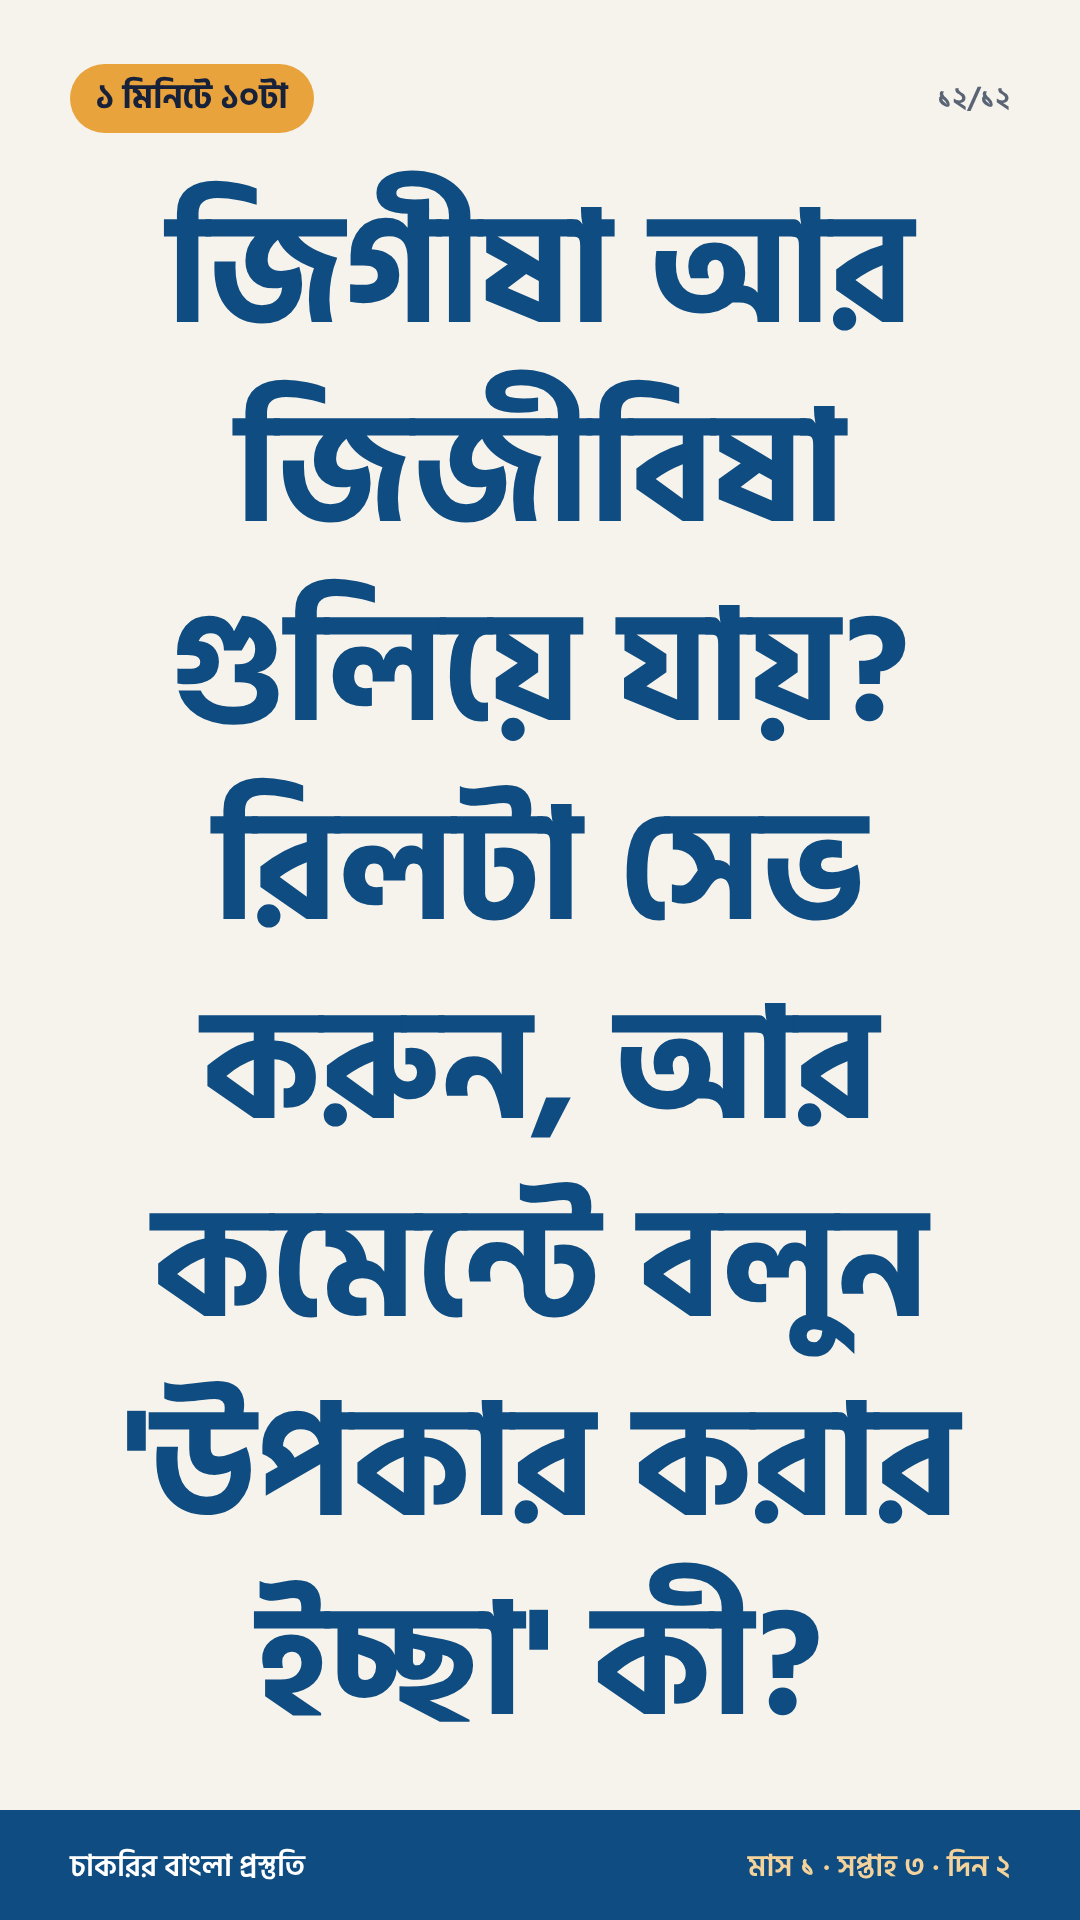 ১ মিনিটে ১০টা
১২/১২
জিগীষা আর
জিজীবিষা
গুলিয়ে যায়?
রিলটা সেভ
করুন, আর
কমেন্টে বলুন
'উপকার করার
ইচ্ছা' কী?
চাকরির বাংলা প্রস্তুতি
মাস ১ · সপ্তাহ ৩ · দিন ২